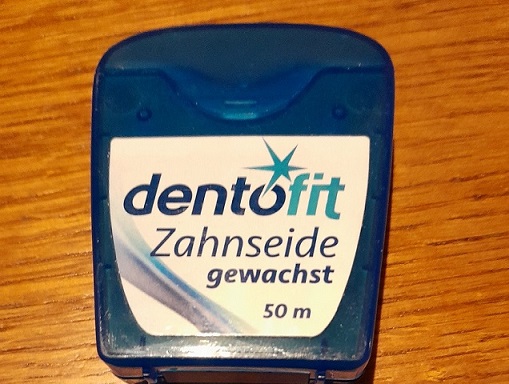 dentofit
Zahnseide
gewachst
50 m